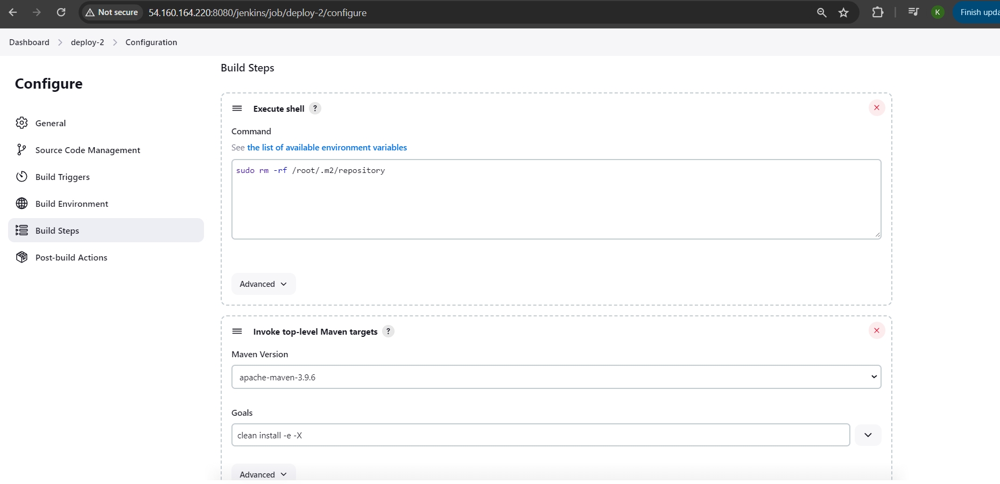 Not secure 54.160.164.220:8080/jenkins/job/deploy-2/configure K Finish upda
Dashboard deploy-2 Configuration
Configure
General
Source Code Management
Build Triggers
Build Environment
Build Steps
Post-build Actions
Build Steps
Execute shell ?
Command
See the list of available environment variables
sudo rm -rf /root/.m2/repository
Advanced
Invoke top-level Maven targets ?
Maven Version
apache-maven-3.9.6
Goals
clean install -e -X
Advanced